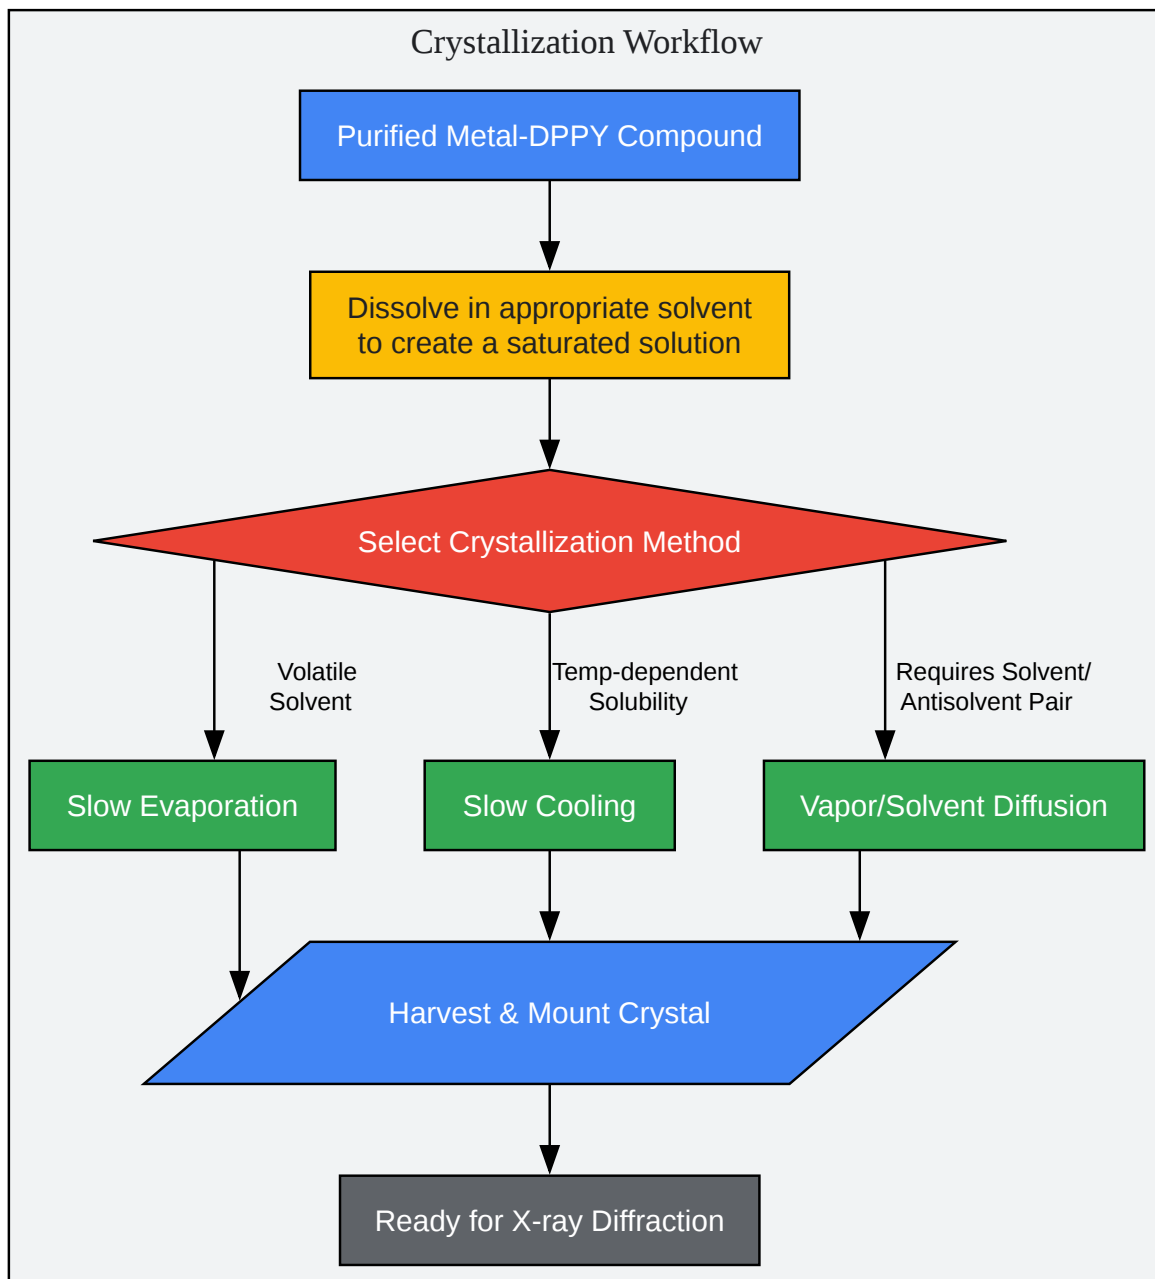 Crystallization Workflow
Purified Metal-DPPY Compound
Dissolve in appropriate solvent
to create a saturated solution
Select Crystallization Method
Volatile
Solvent
Temp-dependent
Solubility
Requires Solvent/
Antisolvent Pair
Slow Evaporation
Slow Cooling
Vapor/Solvent Diffusion
Harvest & Mount Crystal
Ready for X-ray Diffraction